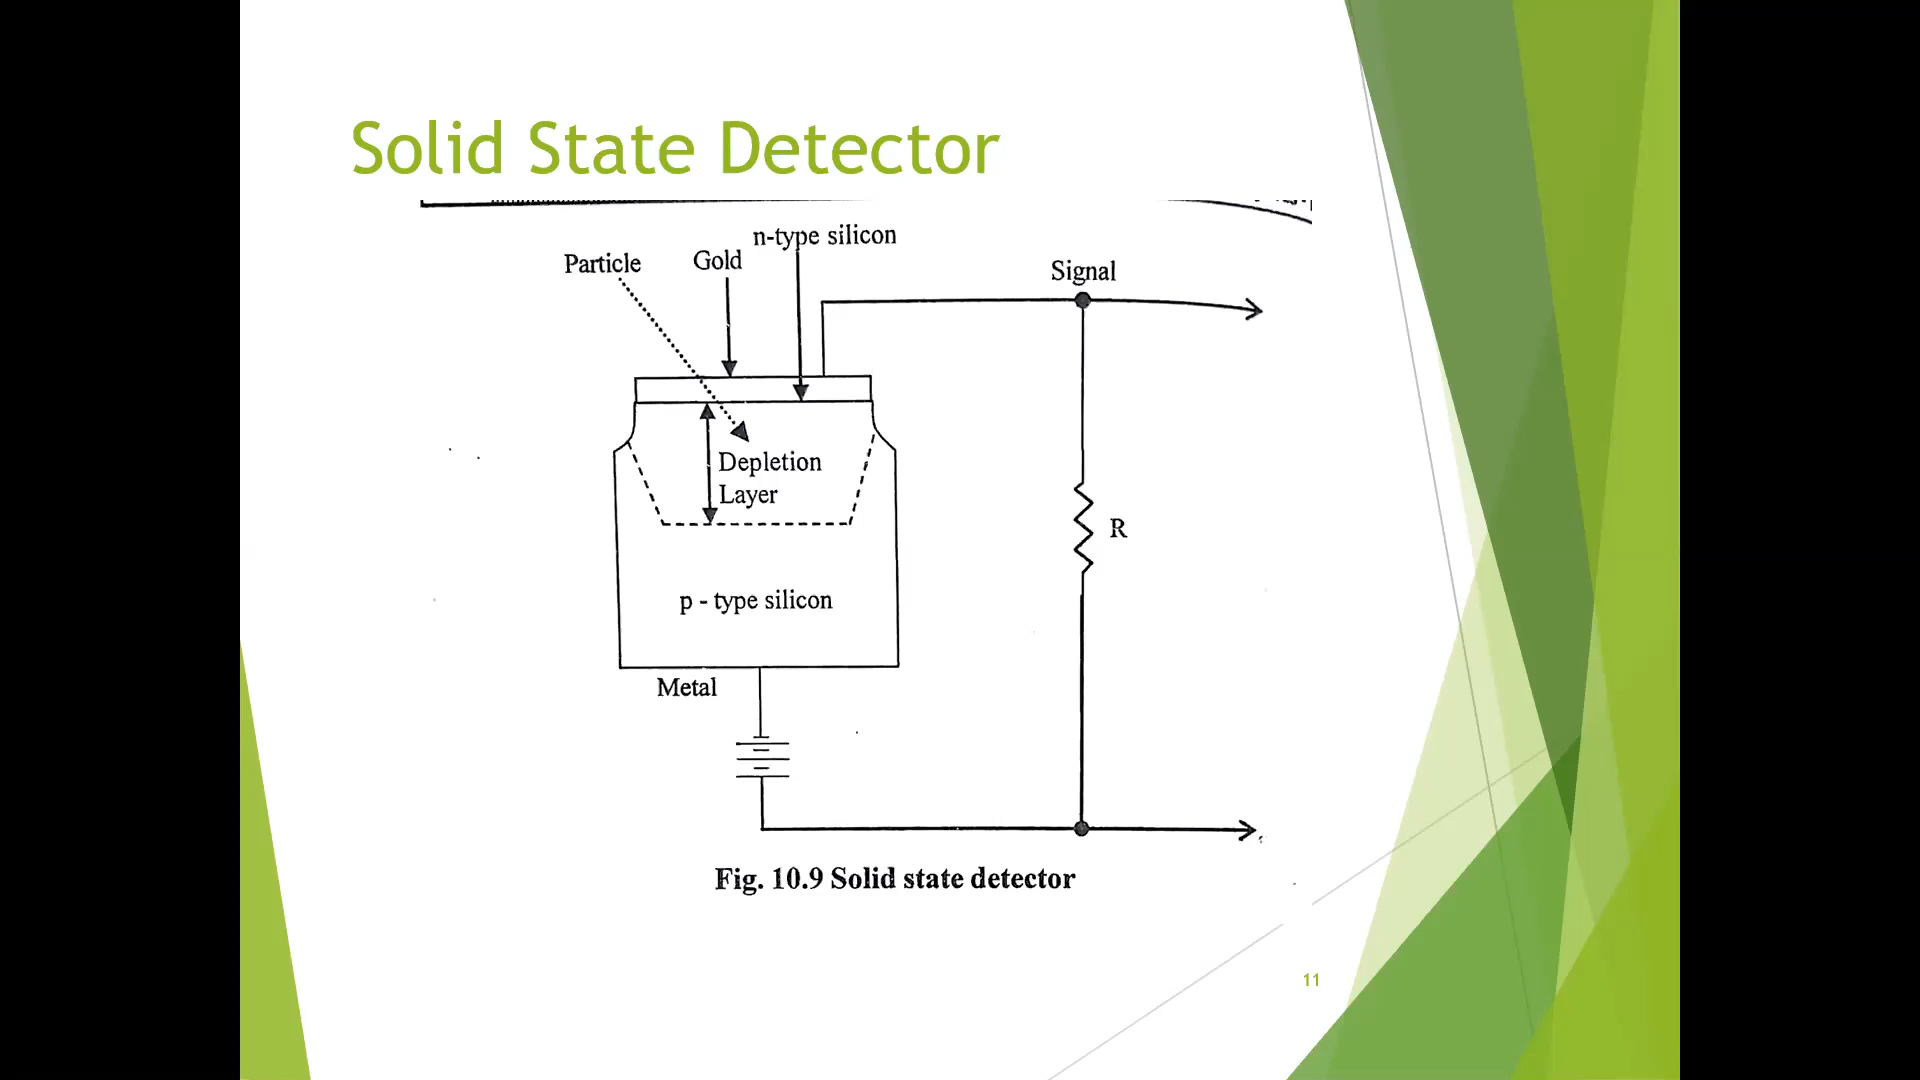 Solid State Detector
n-type silicon
Particle
Gold
Signal
Depletion
Layer
R
p - type silicon
Metal
Fig. 10.9 Solid state detector
11